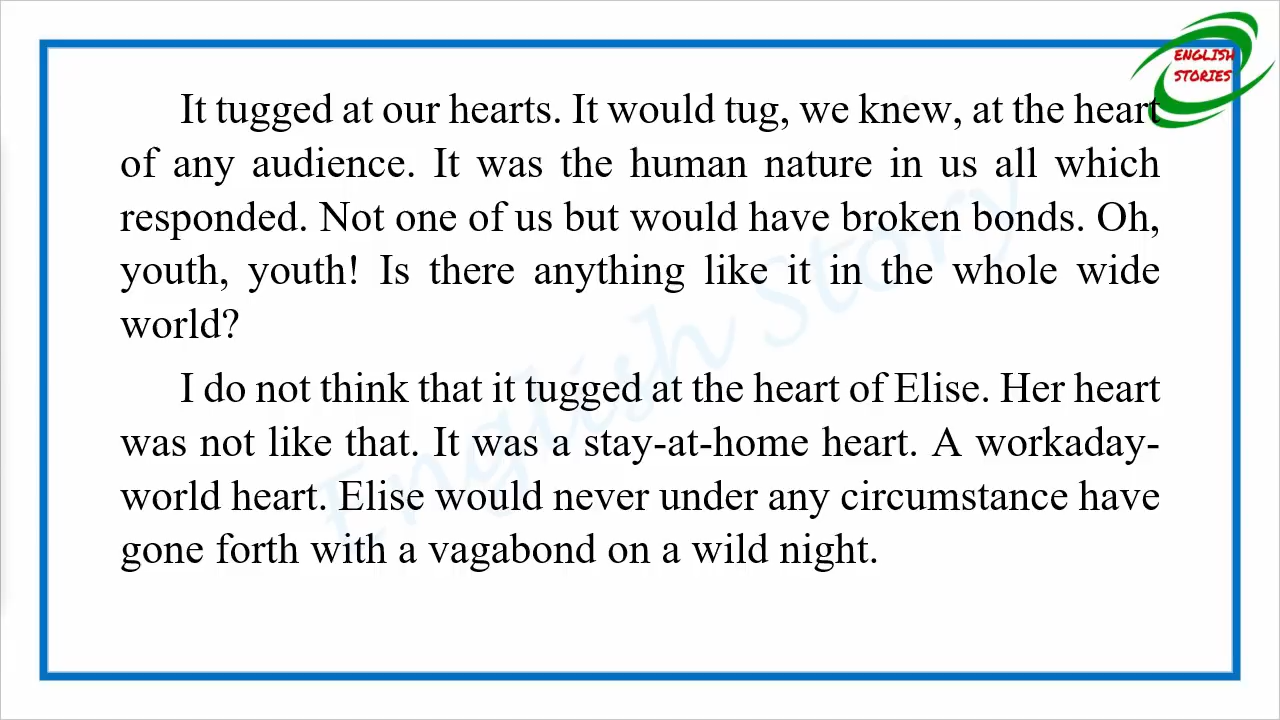 ENGLISH
STORIES
It tugged at our hearts. It would tug, we knew, at the heart
of any audience. It was the human nature in us all which
responded. Not one of us but would have broken bonds. Oh,
youth, youth! Is there anything like it in the whole wide
world?
I do not think that it tugged at the heart of Elise. Her heart
was not like that. It was a stay-at-home heart. A workaday-
world heart. Elise would never under any circumstance have
gone forth with a vagabond on a wild night.
English Story